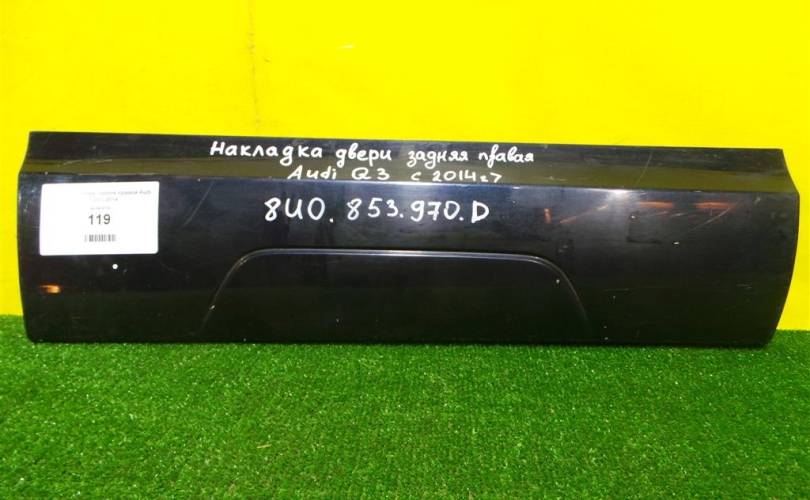 Накладка двери задняя правая
Audi Q3 с 2014г>
8U0.853.970.D
119